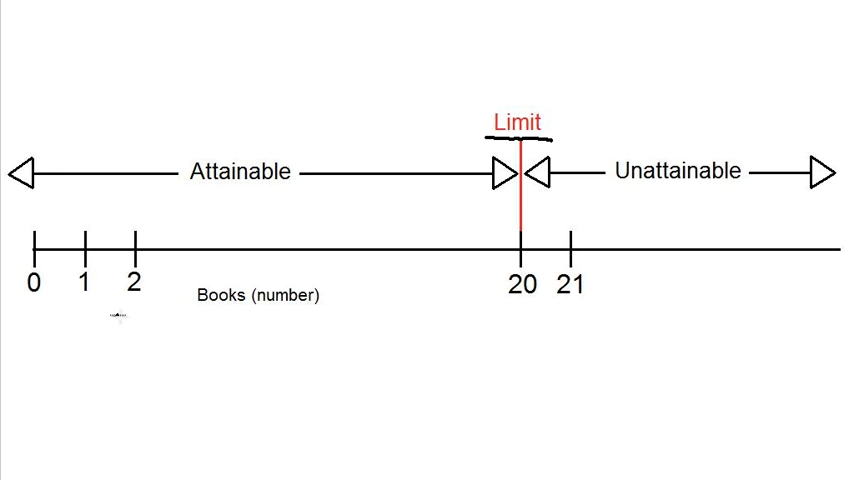 Limit
Attainable
Unattainable
0 1 2 20 21
Books (number)